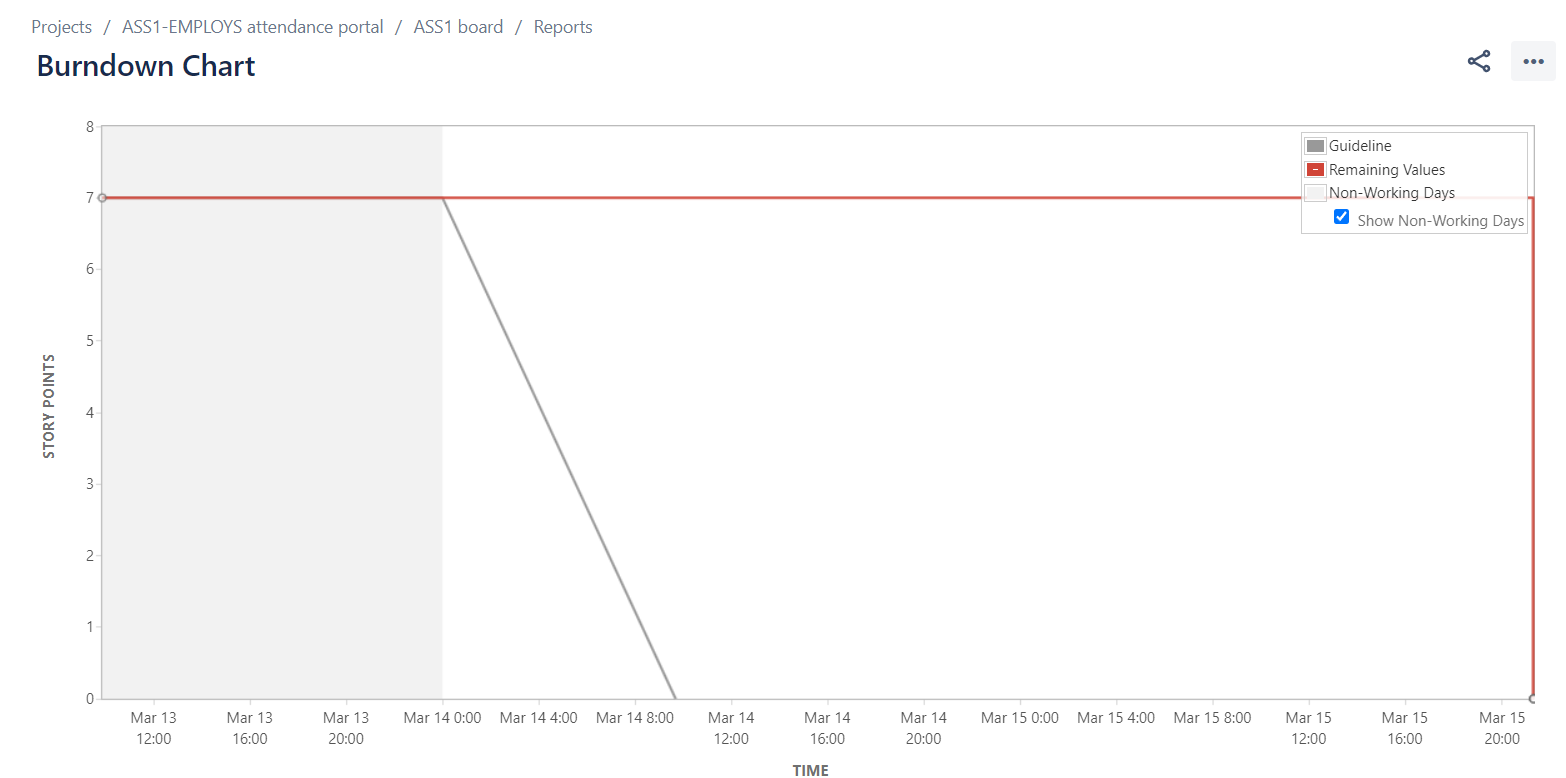 Projects / ASS1-EMPLOYS attendance portal / ASS1 board / Reports
Burndown Chart
Guideline
Remaining Values
Non-Working Days
Show Non-Working Days
STORY POINTS
8
7
6
5
4
3
2
1
0
Mar 13 12:00
Mar 13 16:00
Mar 13 20:00
Mar 14 0:00
Mar 14 4:00
Mar 14 8:00
Mar 14 12:00
Mar 14 16:00
Mar 14 20:00
Mar 15 0:00
Mar 15 4:00
Mar 15 8:00
Mar 15 12:00
Mar 15 16:00
Mar 15 20:00
TIME